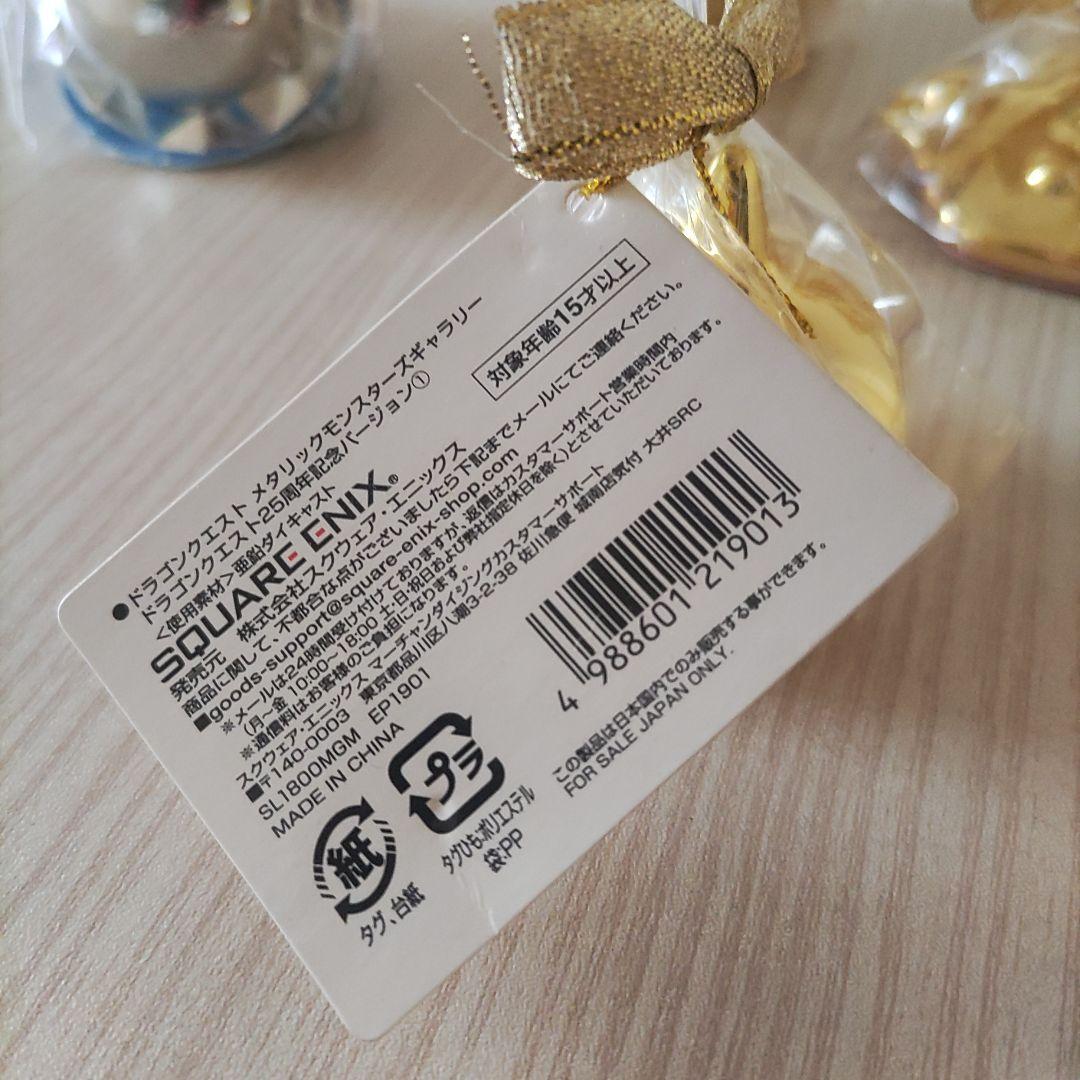 ●ドラゴンクエスト メタリックモンスターズギャラリー
ドラゴンクエスト25周年記念バージョン①
対象年齢15才以上
<使用素材>亜鉛ダイキャスト
SQUARE ENIX®
発売元 株式会社スクウェア・エニックス
商品に関して、不都合な点がございましたら下記までメールにてご連絡ください。
■goods-support@square-enix-shop.com
※メールは24時間受け付けておりますが、返信はカスタマーサポート営業時間内
(月~金 10:00~18:00 土・日・祝日および弊社指定休日を除く)とさせていただいております。
※通信料はお客様のご負担になります。
スクウェア・エニックス マーチャンダイジングカスタマーサポート
■〒140-0003 東京都品川区八潮3-2-38 佐川急便 城南店気付 大井SRC
SL1800MGM EP1901
MADE IN CHINA
4 988601 219013
紙
タグ、台紙
プラ
タグひも:ポリエステル
袋:PP
この製品は日本国内でのみ販売する事ができます。
FOR SALE JAPAN ONLY.